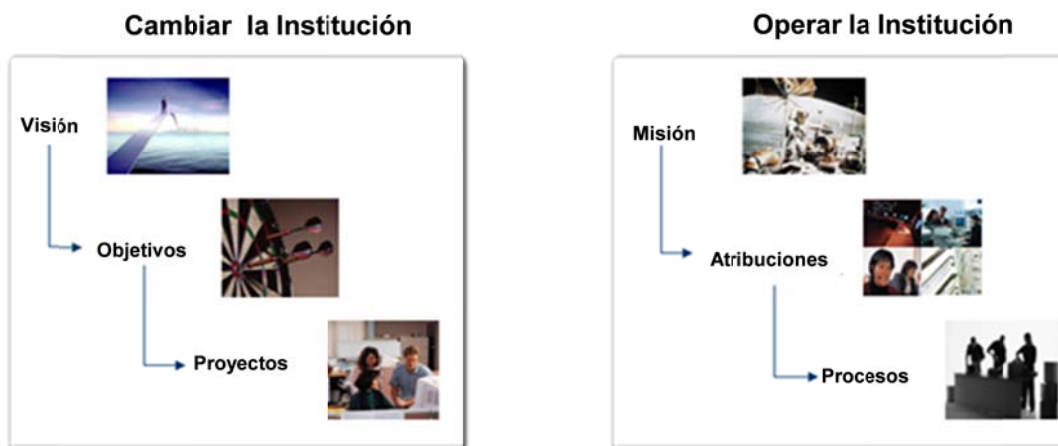 Cambiar la Institución
Visión
Objetivos
Proyectos
Operar la Institución
Misión
Atribuciones
Procesos